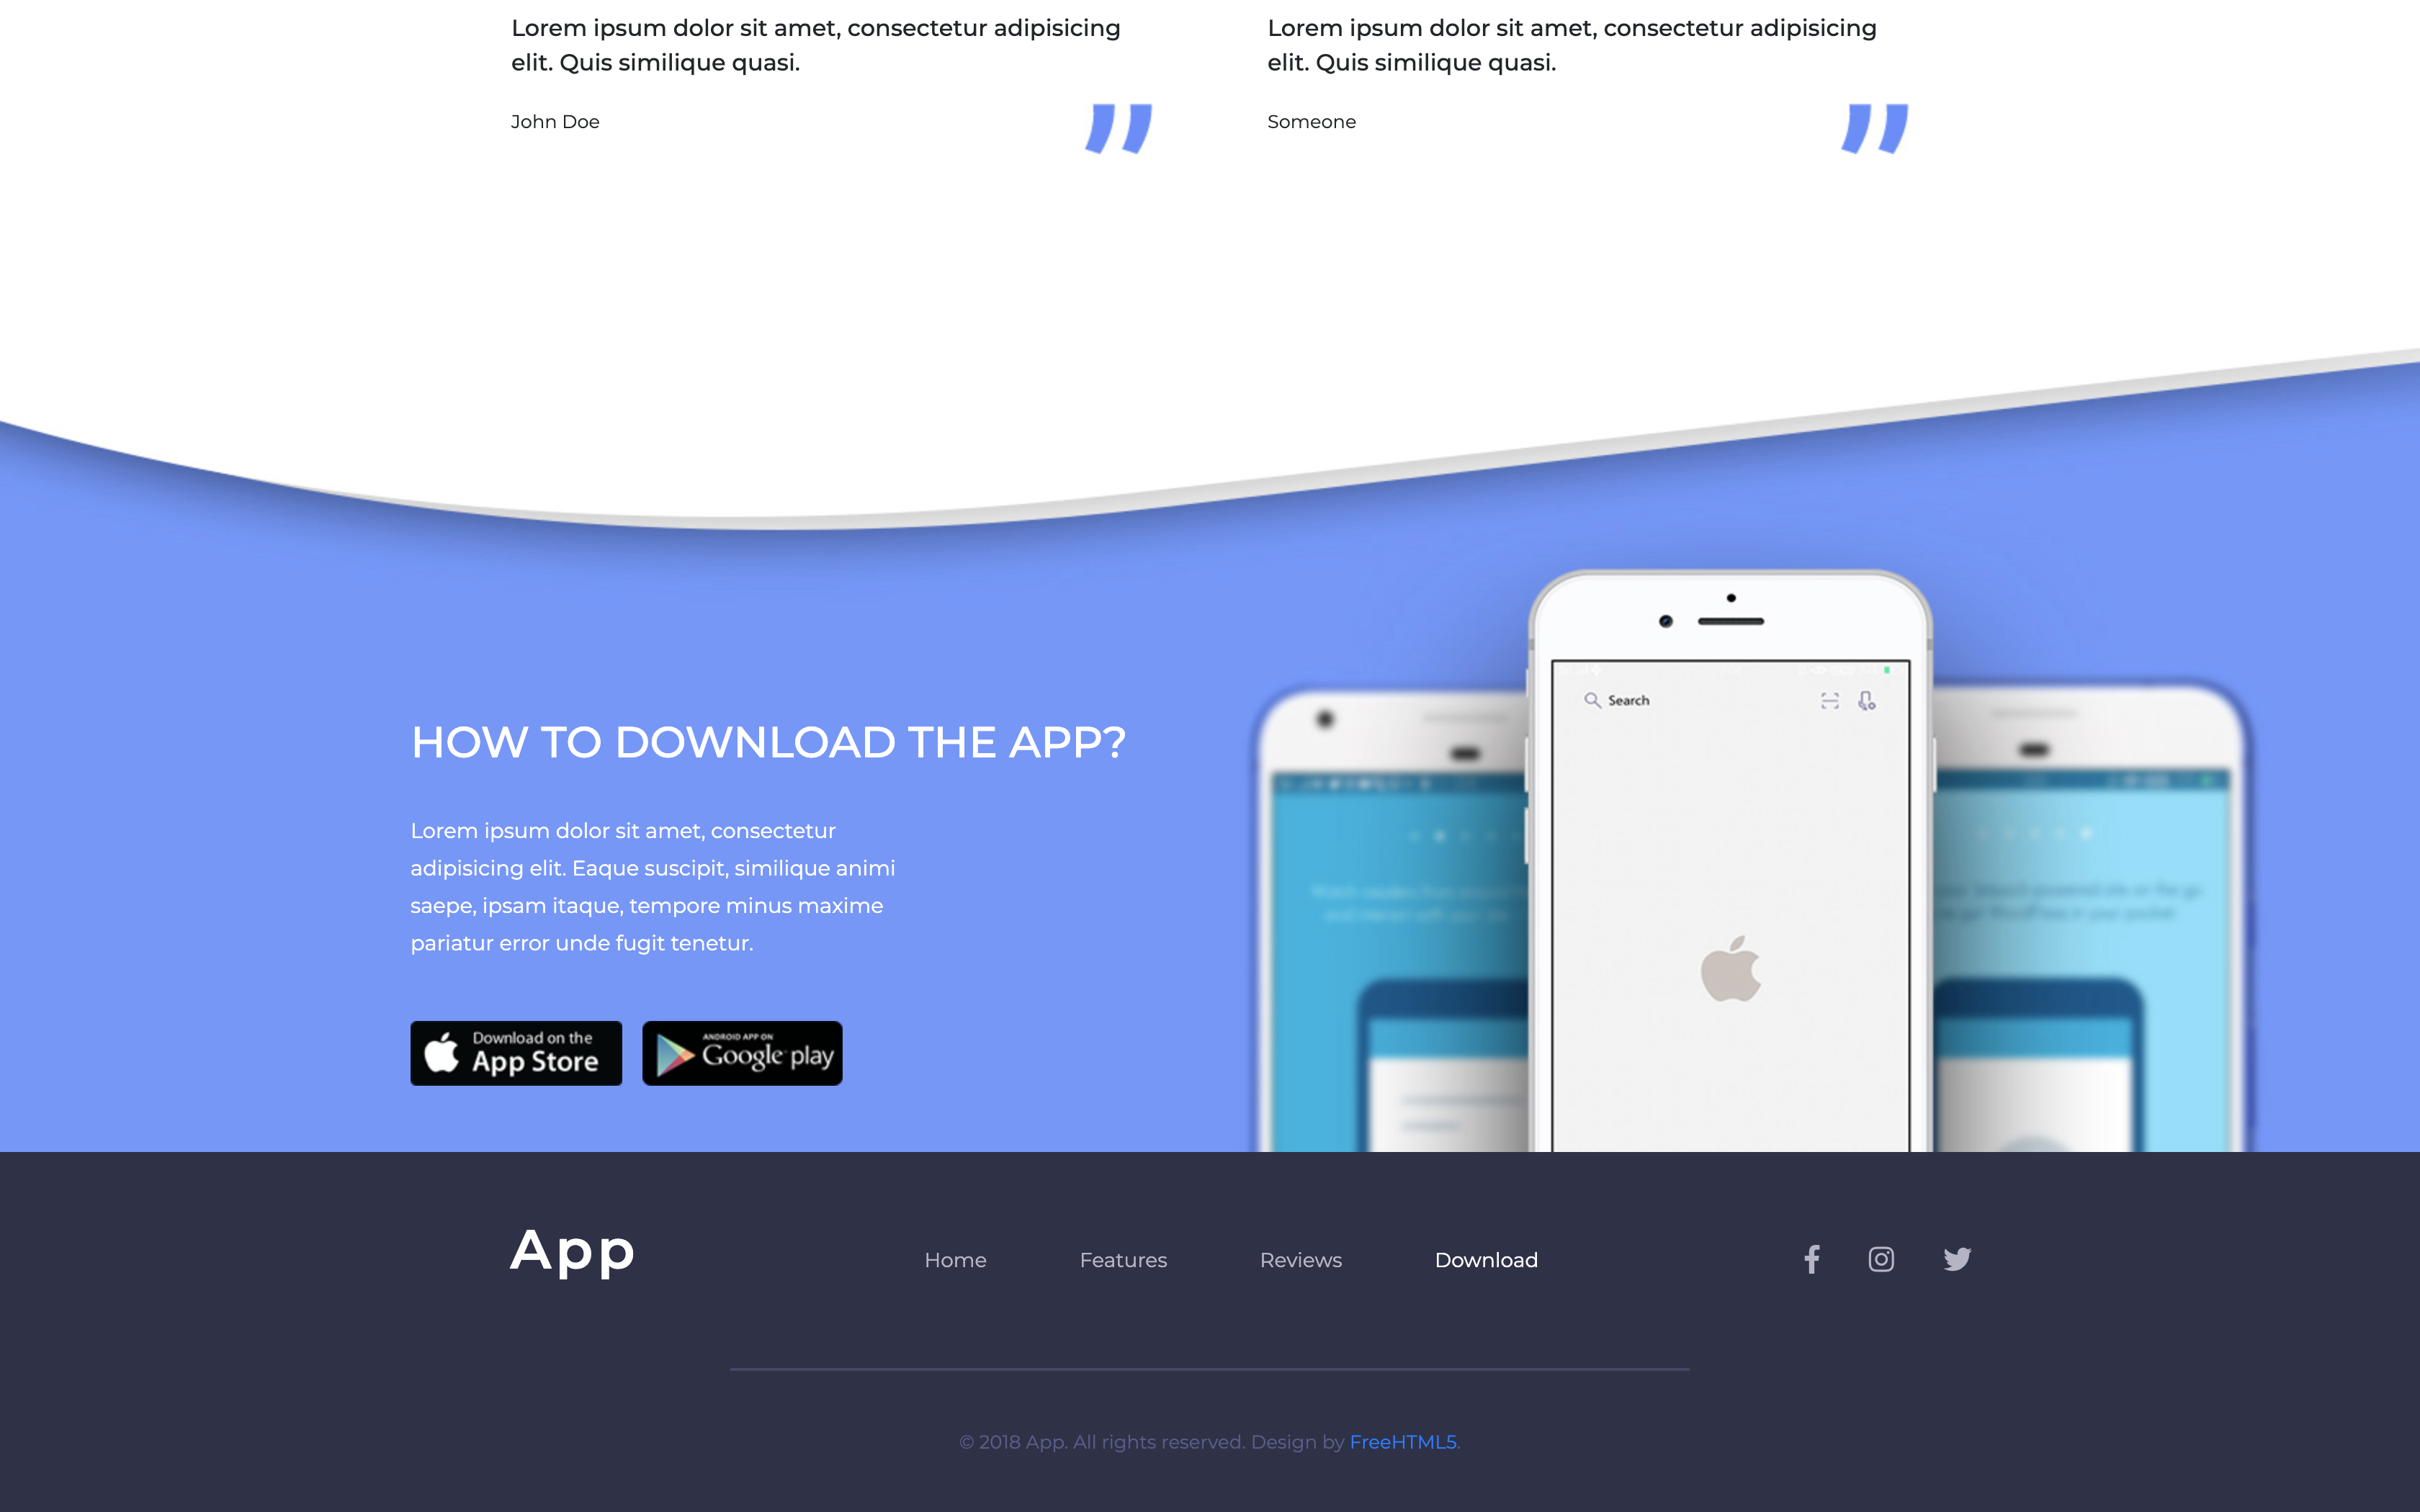 Lorem ipsum dolor sit amet, consectetur adipisicing
elit. Quis similique quasi.
John Doe
Lorem ipsum dolor sit amet, consectetur adipisicing
elit. Quis similique quasi.
Someone
HOW TO DOWNLOAD THE APP?
Lorem ipsum dolor sit amet, consectetur
adipisicing elit. Eaque suscipit, similique animi
saepe, ipsam itaque, tempore minus maxime
pariatur error unde fugit tenetur.
Download on the
App Store
ANDROID APP ON
Google play
Search
App
Home
Features
Reviews
Download
© 2018 App. All rights reserved. Design by FreeHTML5.